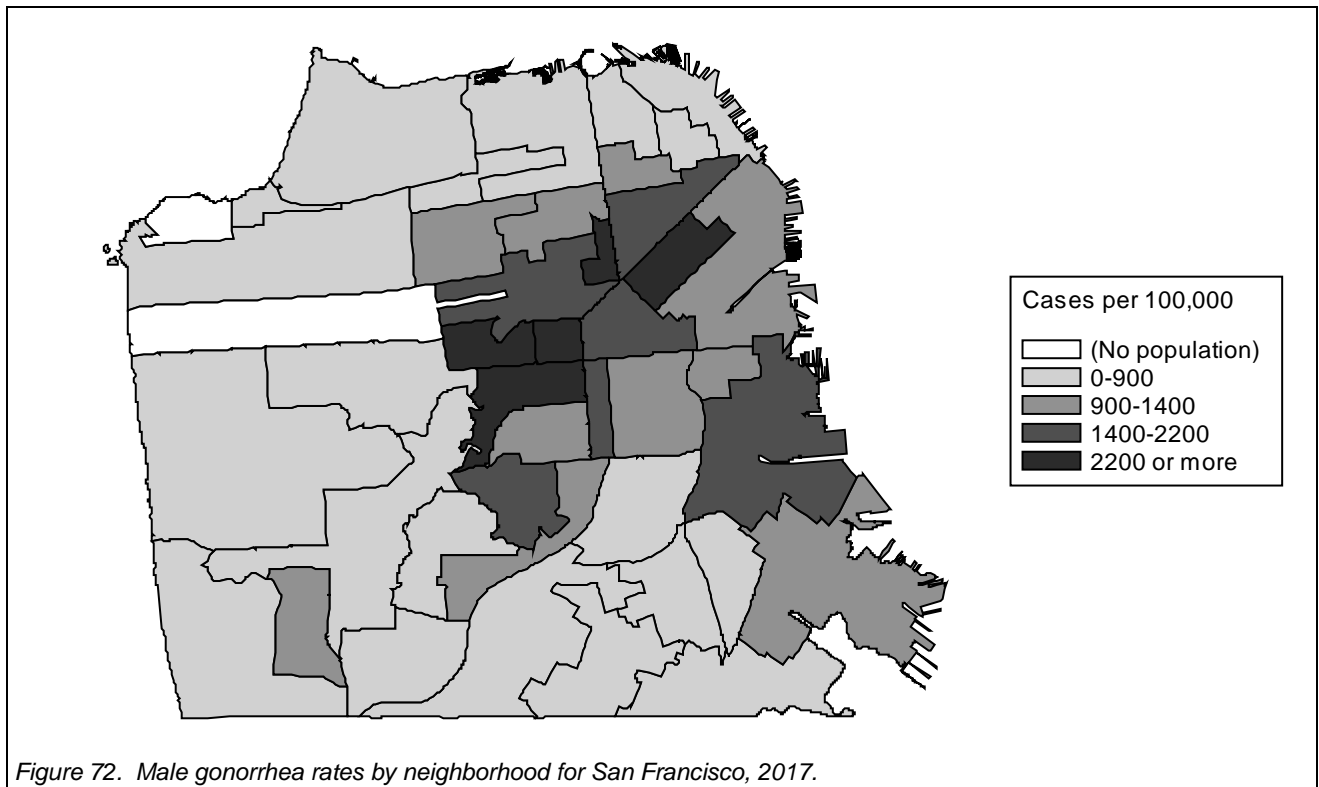 Cases per 100,000
(No population)
0-900
900-1400
1400-2200
2200 or more
Figure 72. Male gonorrhea rates by neighborhood for San Francisco, 2017.